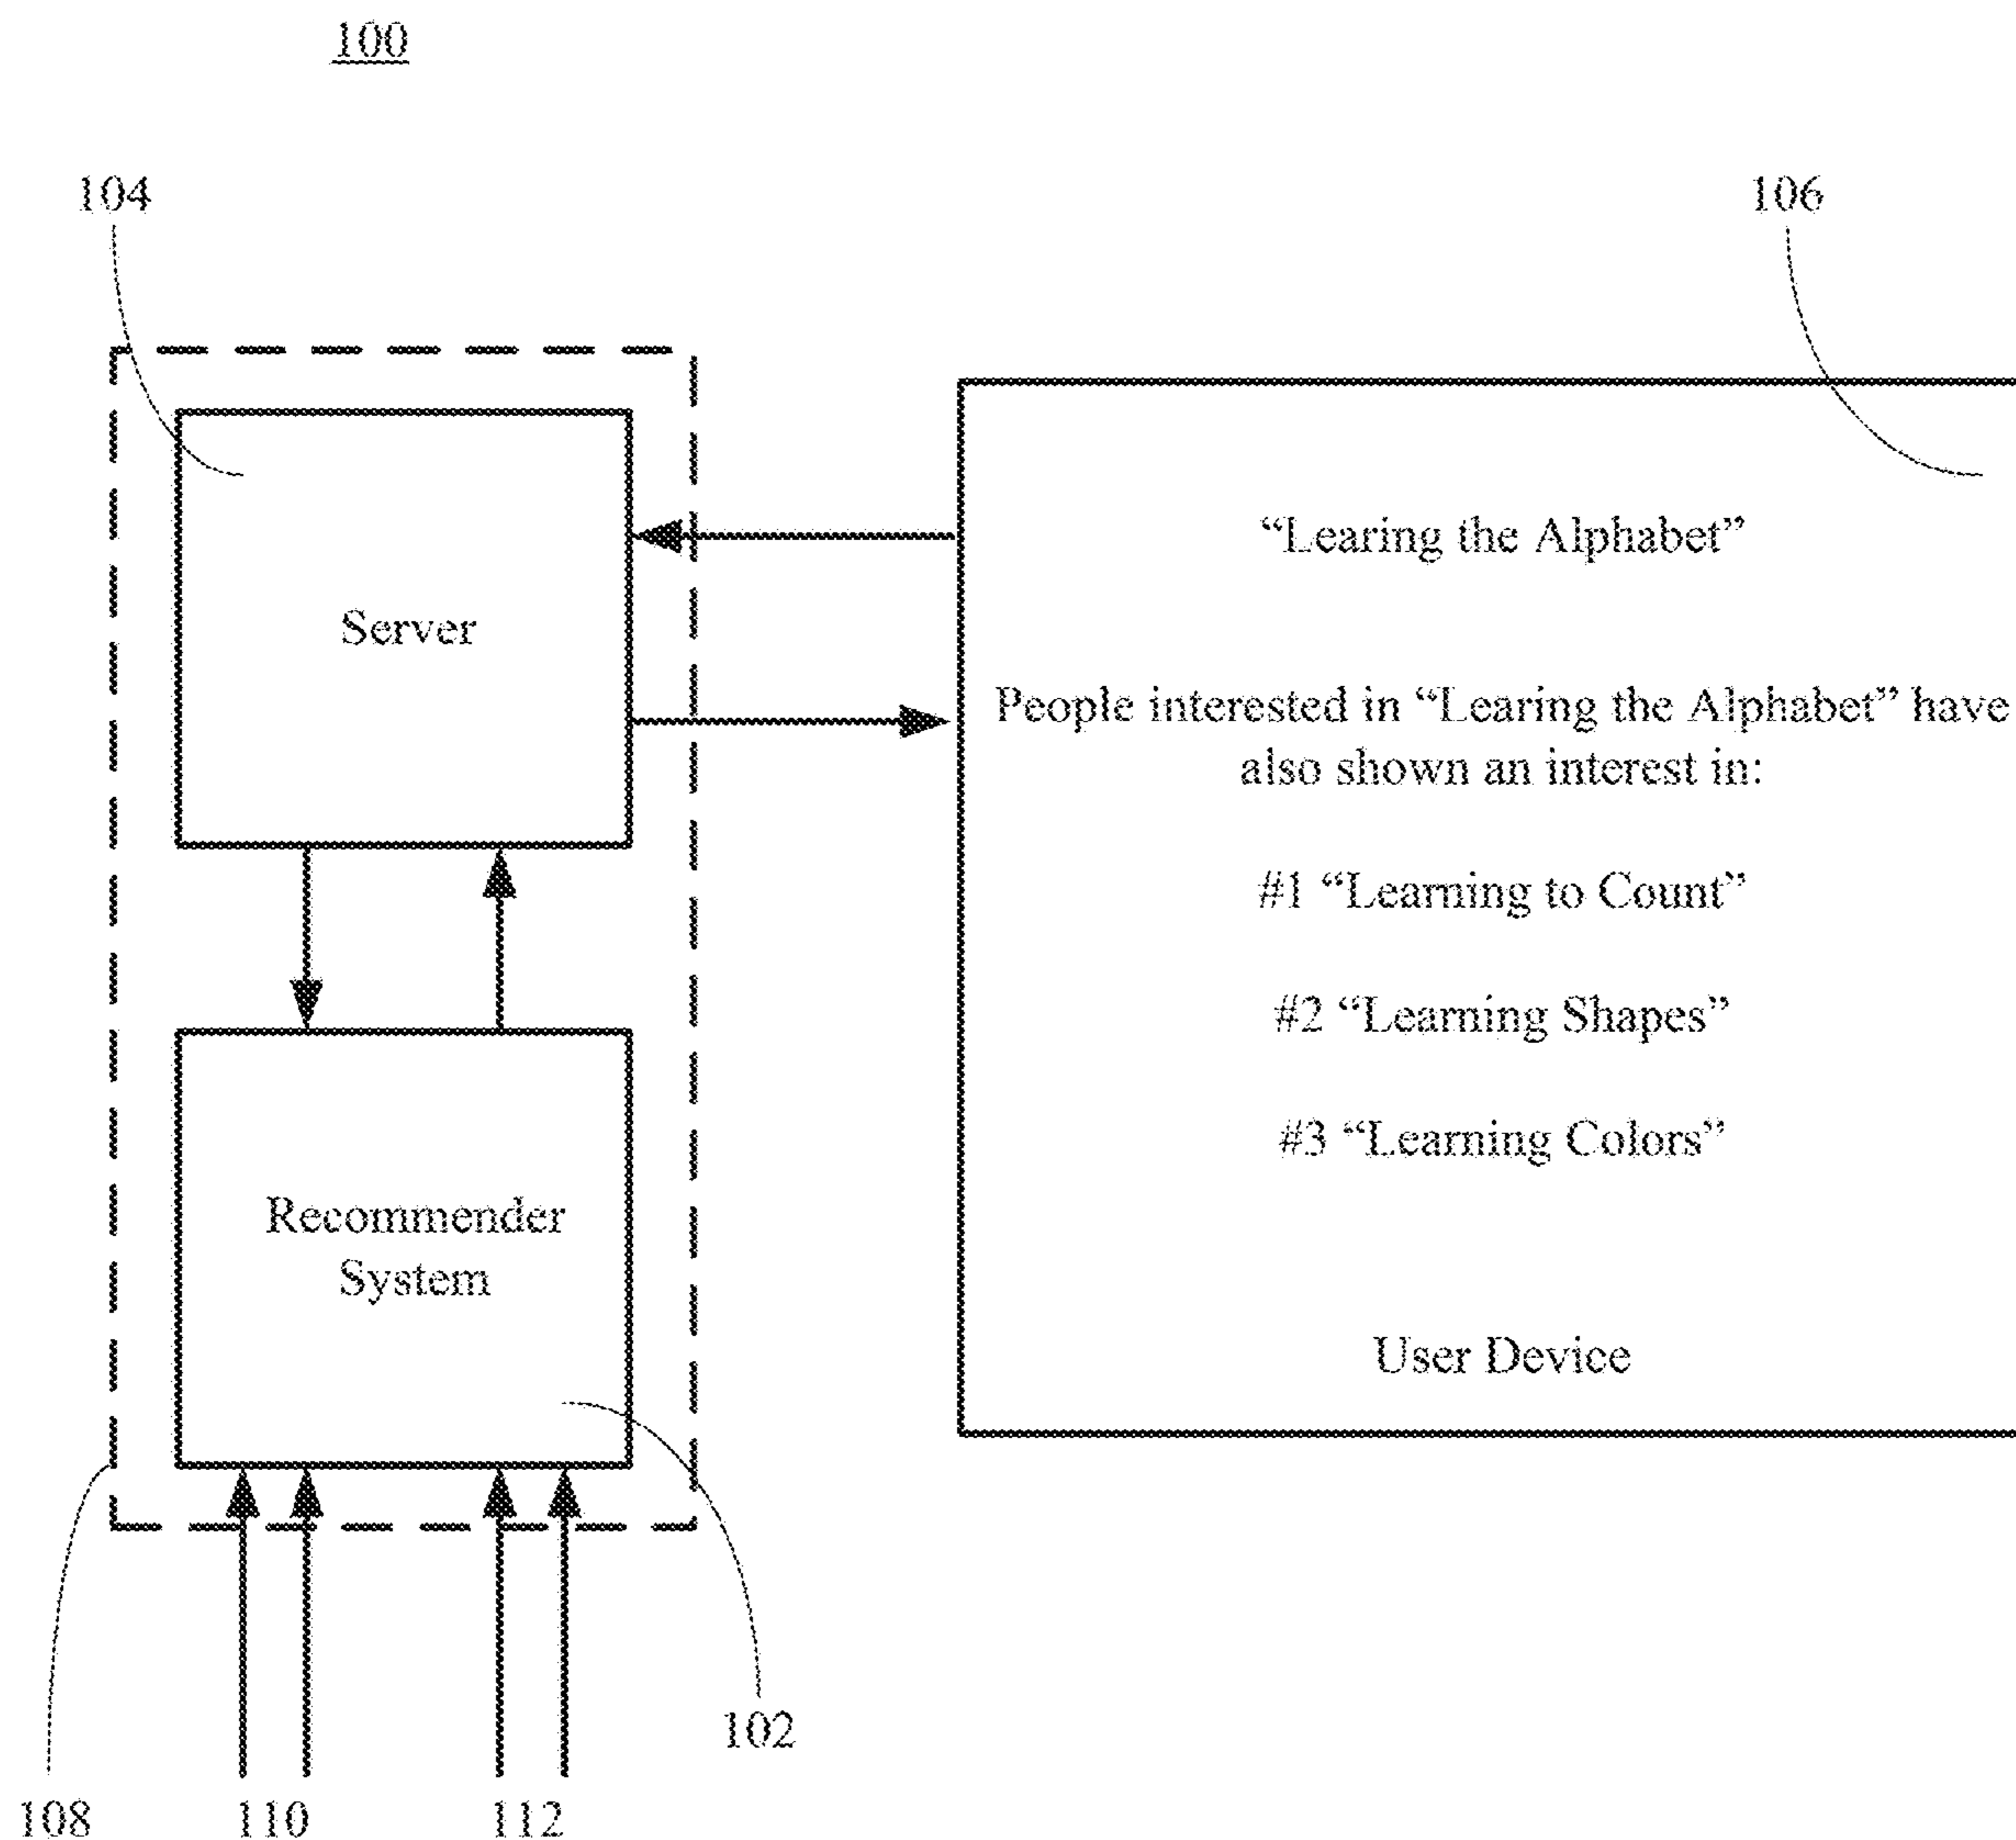 100
104
106
Server
“Learing the Alphabet”
People interested in “Learing the Alphabet” have
also shown an interest in:
#1 “Learning to Count”
#2 “Learning Shapes”
#3 “Learning Colors”
User Device
Recommender
System
102
108
110
112